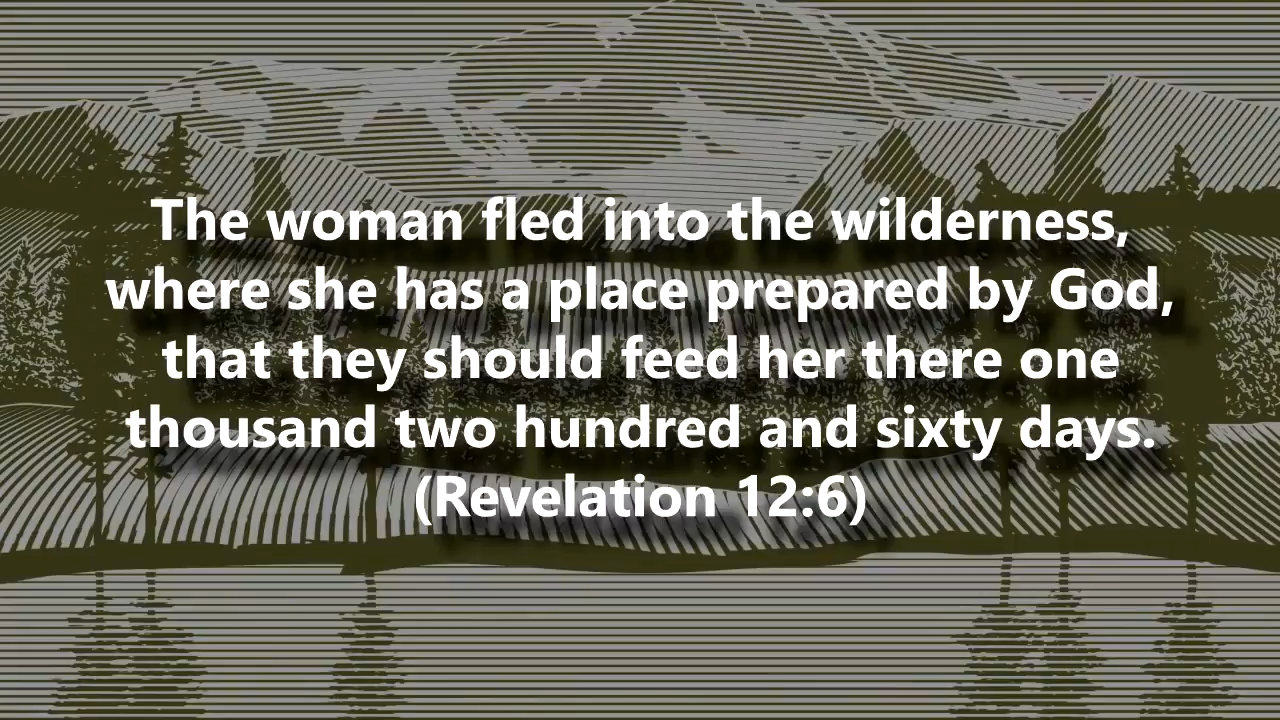 The woman fled into the wilderness,
where she has a place prepared by God,
that they should feed her there one
thousand two hundred and sixty days.
(Revelation 12:6)